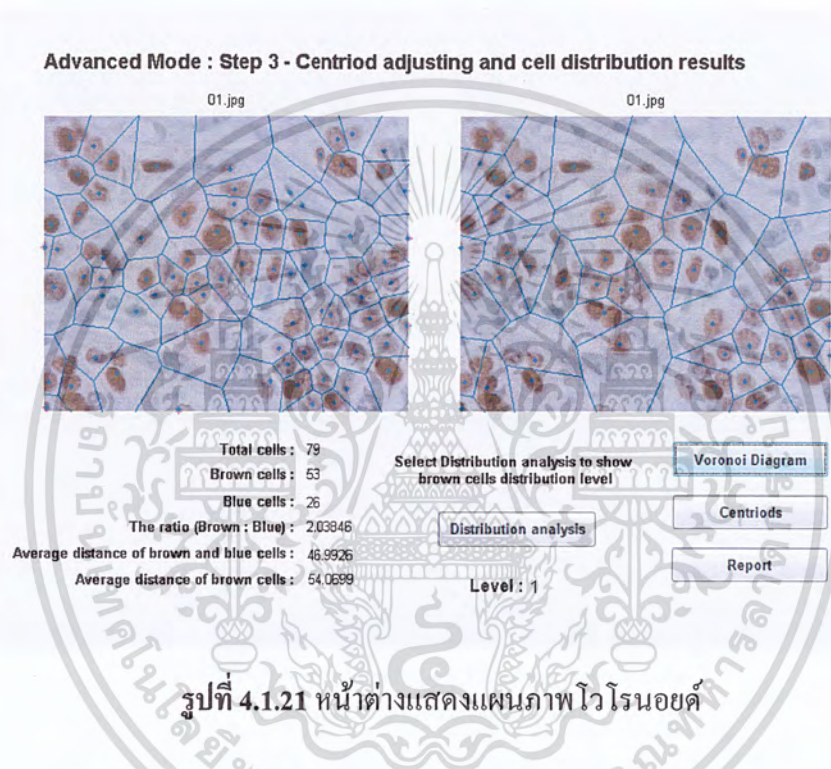 Advanced Mode : Step 3 - Centriod adjusting and cell distribution results
01.jpg
01.jpg
Total cells : 79
Brown cells : 53
Blue cells : 26
The ratio (Brown : Blue) : 2.03846
Average distance of brown and blue cells : 46.9926
Average distance of brown cells : 54.0699
Select Distribution analysis to show
brown cells distribution level
Distribution analysis
Level : 1
Voronoi Diagram
Centriods
Report
รูปที่ 4.1.21 หน้าต่างแสดงแผนภาพโวโรนอยด์